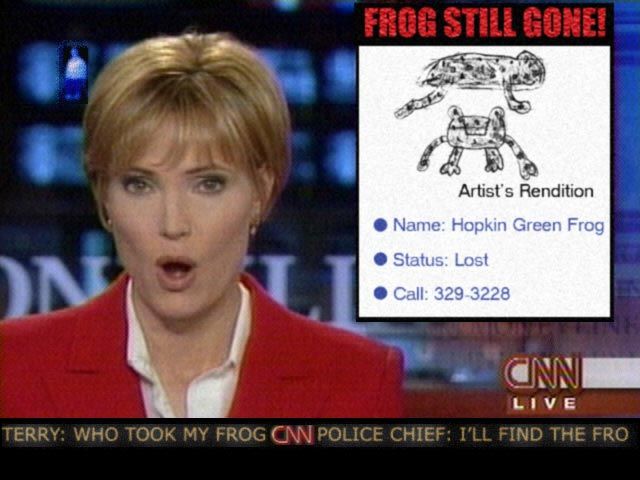 FROG STILL GONE!
Artist's Rendition
Name: Hopkin Green Frog
Status: Lost
Call: 329-3228
MONEYLINE
CNN
LIVE
TERRY: WHO TOOK MY FROG CNN POLICE CHIEF: I'LL FIND THE FRO